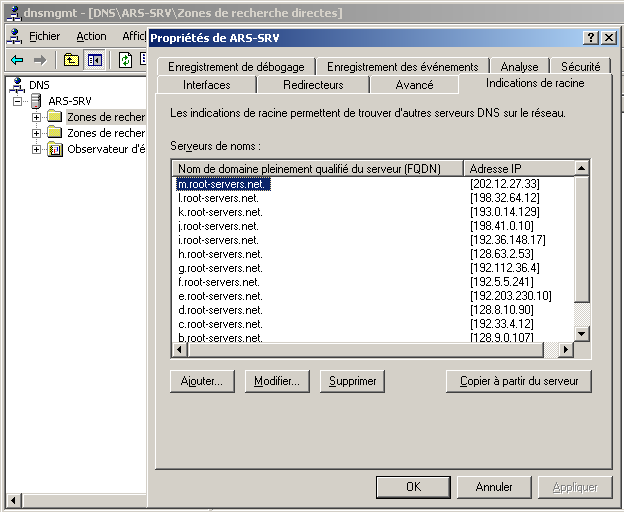 dnsmgmt - [DNS\ARS-SRV\Zones de recherche directes]
Fichier Action Affic
DNS
ARS-SRV
Zones de recher
Zones de recher
Observateur d'é
Propriétés de ARS-SRV
Enregistrement de débogage Enregistrement des événements Analyse Sécurité
Interfaces Redirecteurs Avancé Indications de racine
Les indications de racine permettent de trouver d'autres serveurs DNS sur le réseau.
Serveurs de noms :
Nom de domaine pleinement qualifié du serveur (FQDN) Adresse IP
m.root-servers.net. [202.12.27.33]
l.root-servers.net. [198.32.64.12]
k.root-servers.net. [193.0.14.129]
j.root-servers.net. [198.41.0.10]
i.root-servers.net. [192.36.148.17]
h.root-servers.net. [128.63.2.53]
g.root-servers.net. [192.112.36.4]
f.root-servers.net. [192.5.5.241]
e.root-servers.net. [192.203.230.10]
d.root-servers.net. [128.8.10.90]
c.root-servers.net. [192.33.4.12]
b.root-servers.net. [128.9.0.107]
Ajouter... Modifier... Supprimer Copier à partir du serveur
OK Annuler Appliquer